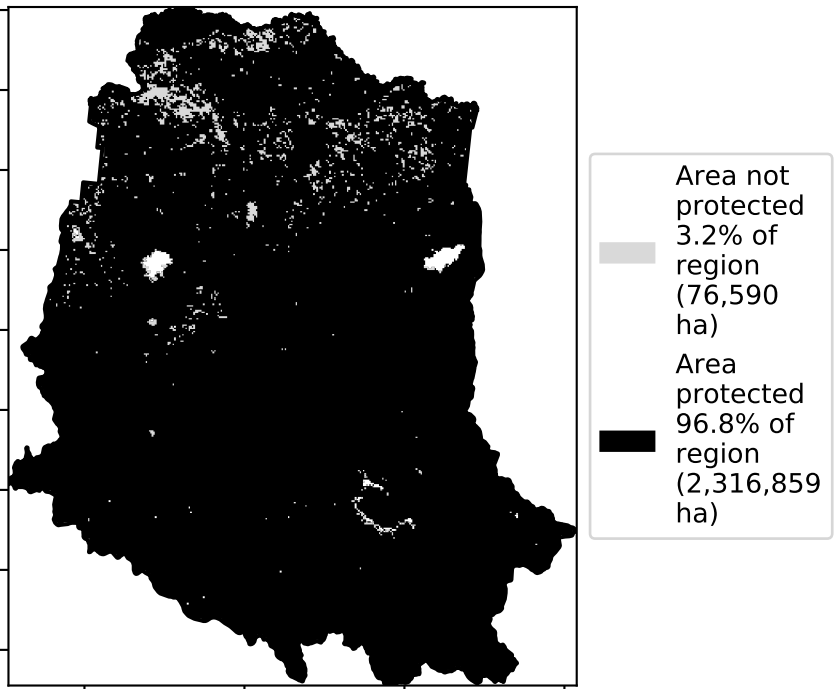 Area not
protected
3.2% of
region
(76,590
ha)
Area
protected
96.8% of
region
(2,316,859
ha)